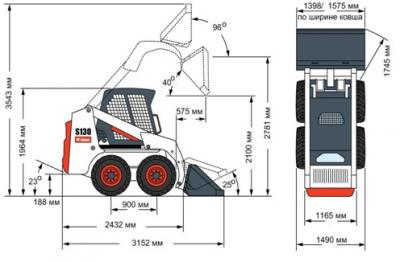 1398/ 1575 мм
по ширине ковша
96°
40°
1745 мм
575 мм
3543 мм
1964 мм
2781 мм
2100 мм
S130
23°
25°
188 мм
900 мм
2432 мм
3152 мм
1165 мм
1490 мм